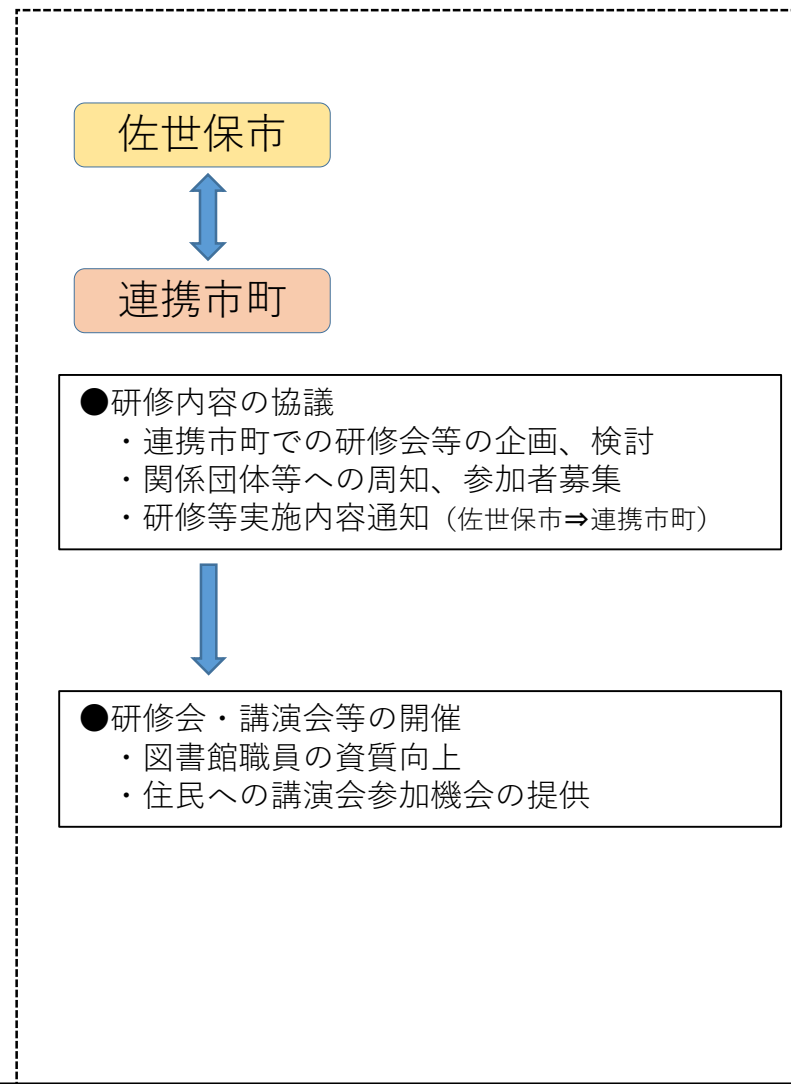 佐世保市
連携市町
●研修内容の協議
・連携市町での研修会等の企画、検討
・関係団体等への周知、参加者募集
・研修等実施内容通知（佐世保市⇒連携市町）
●研修会・講演会等の開催
・図書館職員の資質向上
・住民への講演会参加機会の提供